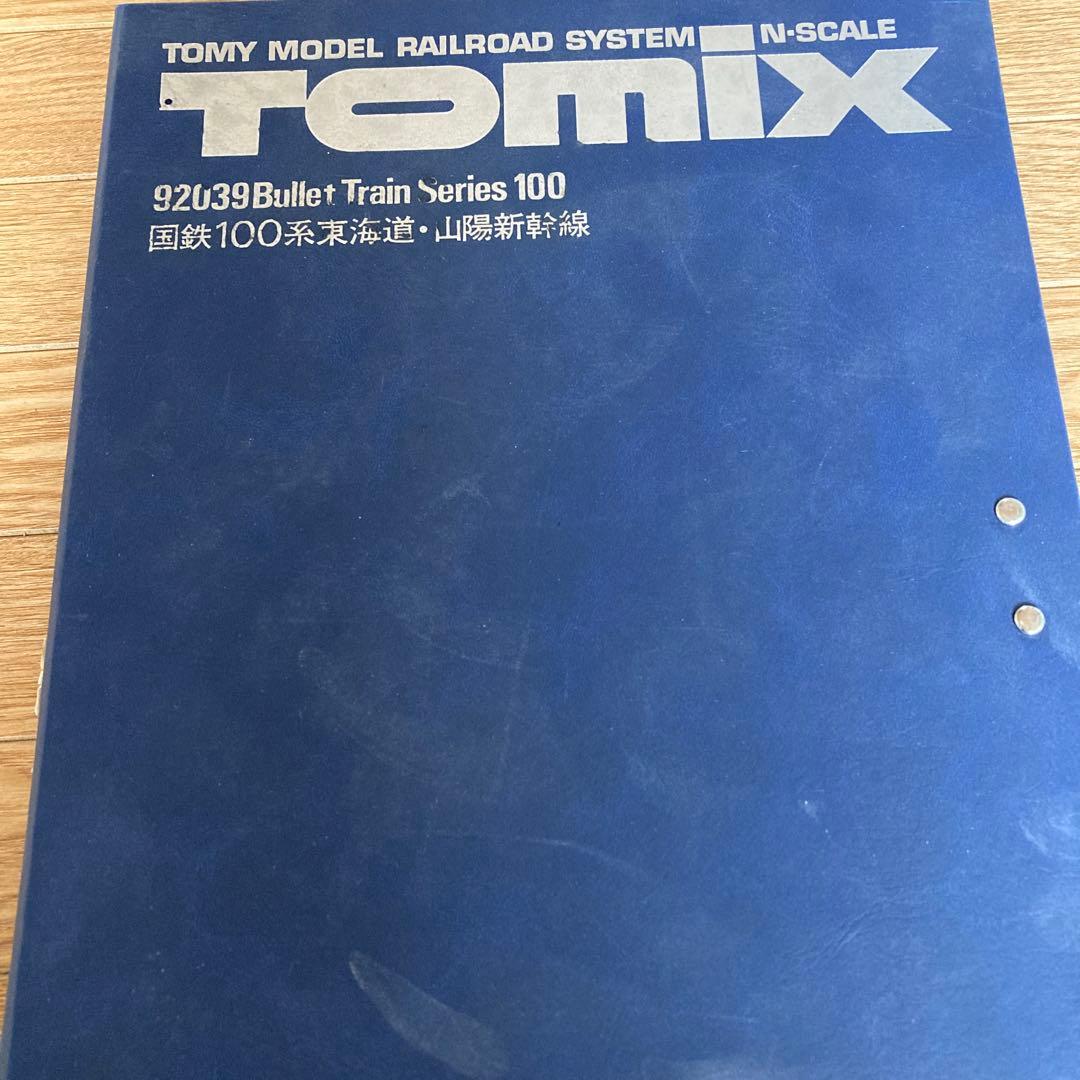 TOMY MODEL RAILROAD SYSTEM N·SCALE
TOMIX
92039 Bullet Train Series 100
国鉄100系東海道・山陽新幹線